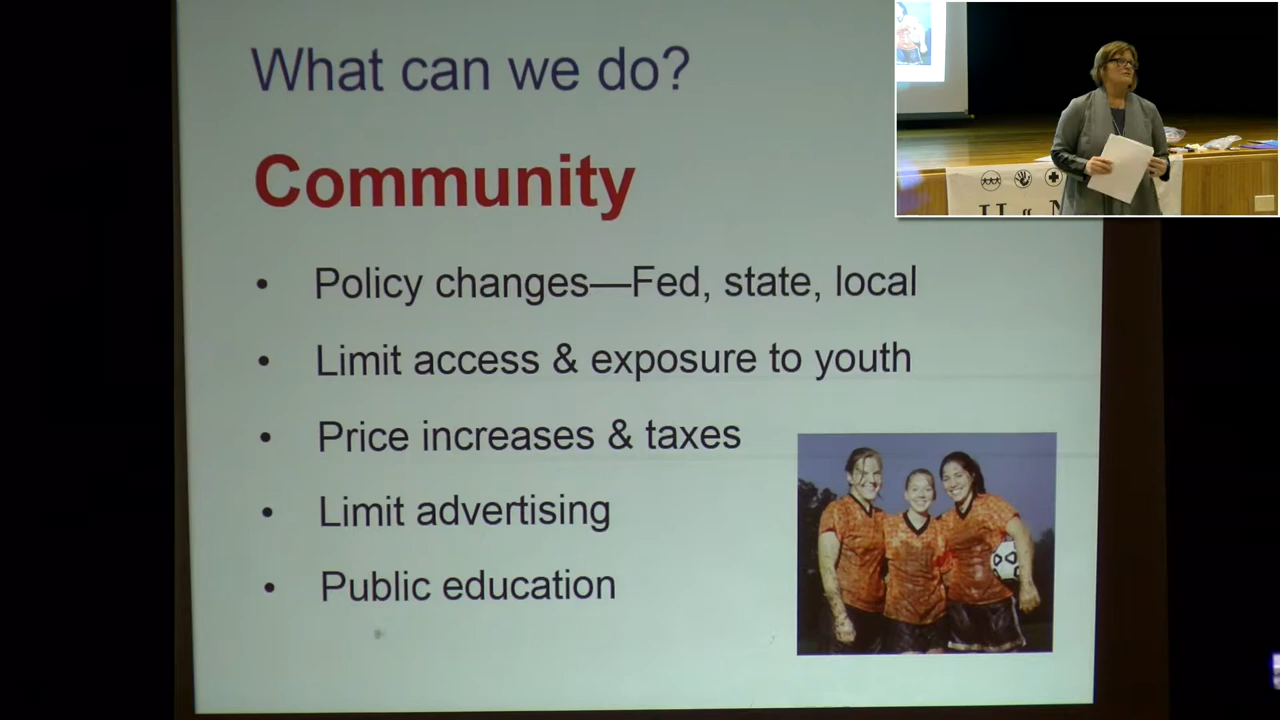 What can we do?
Community
• Policy changes—Fed, state, local
• Limit access & exposure to youth
• Price increases & taxes
• Limit advertising
• Public education